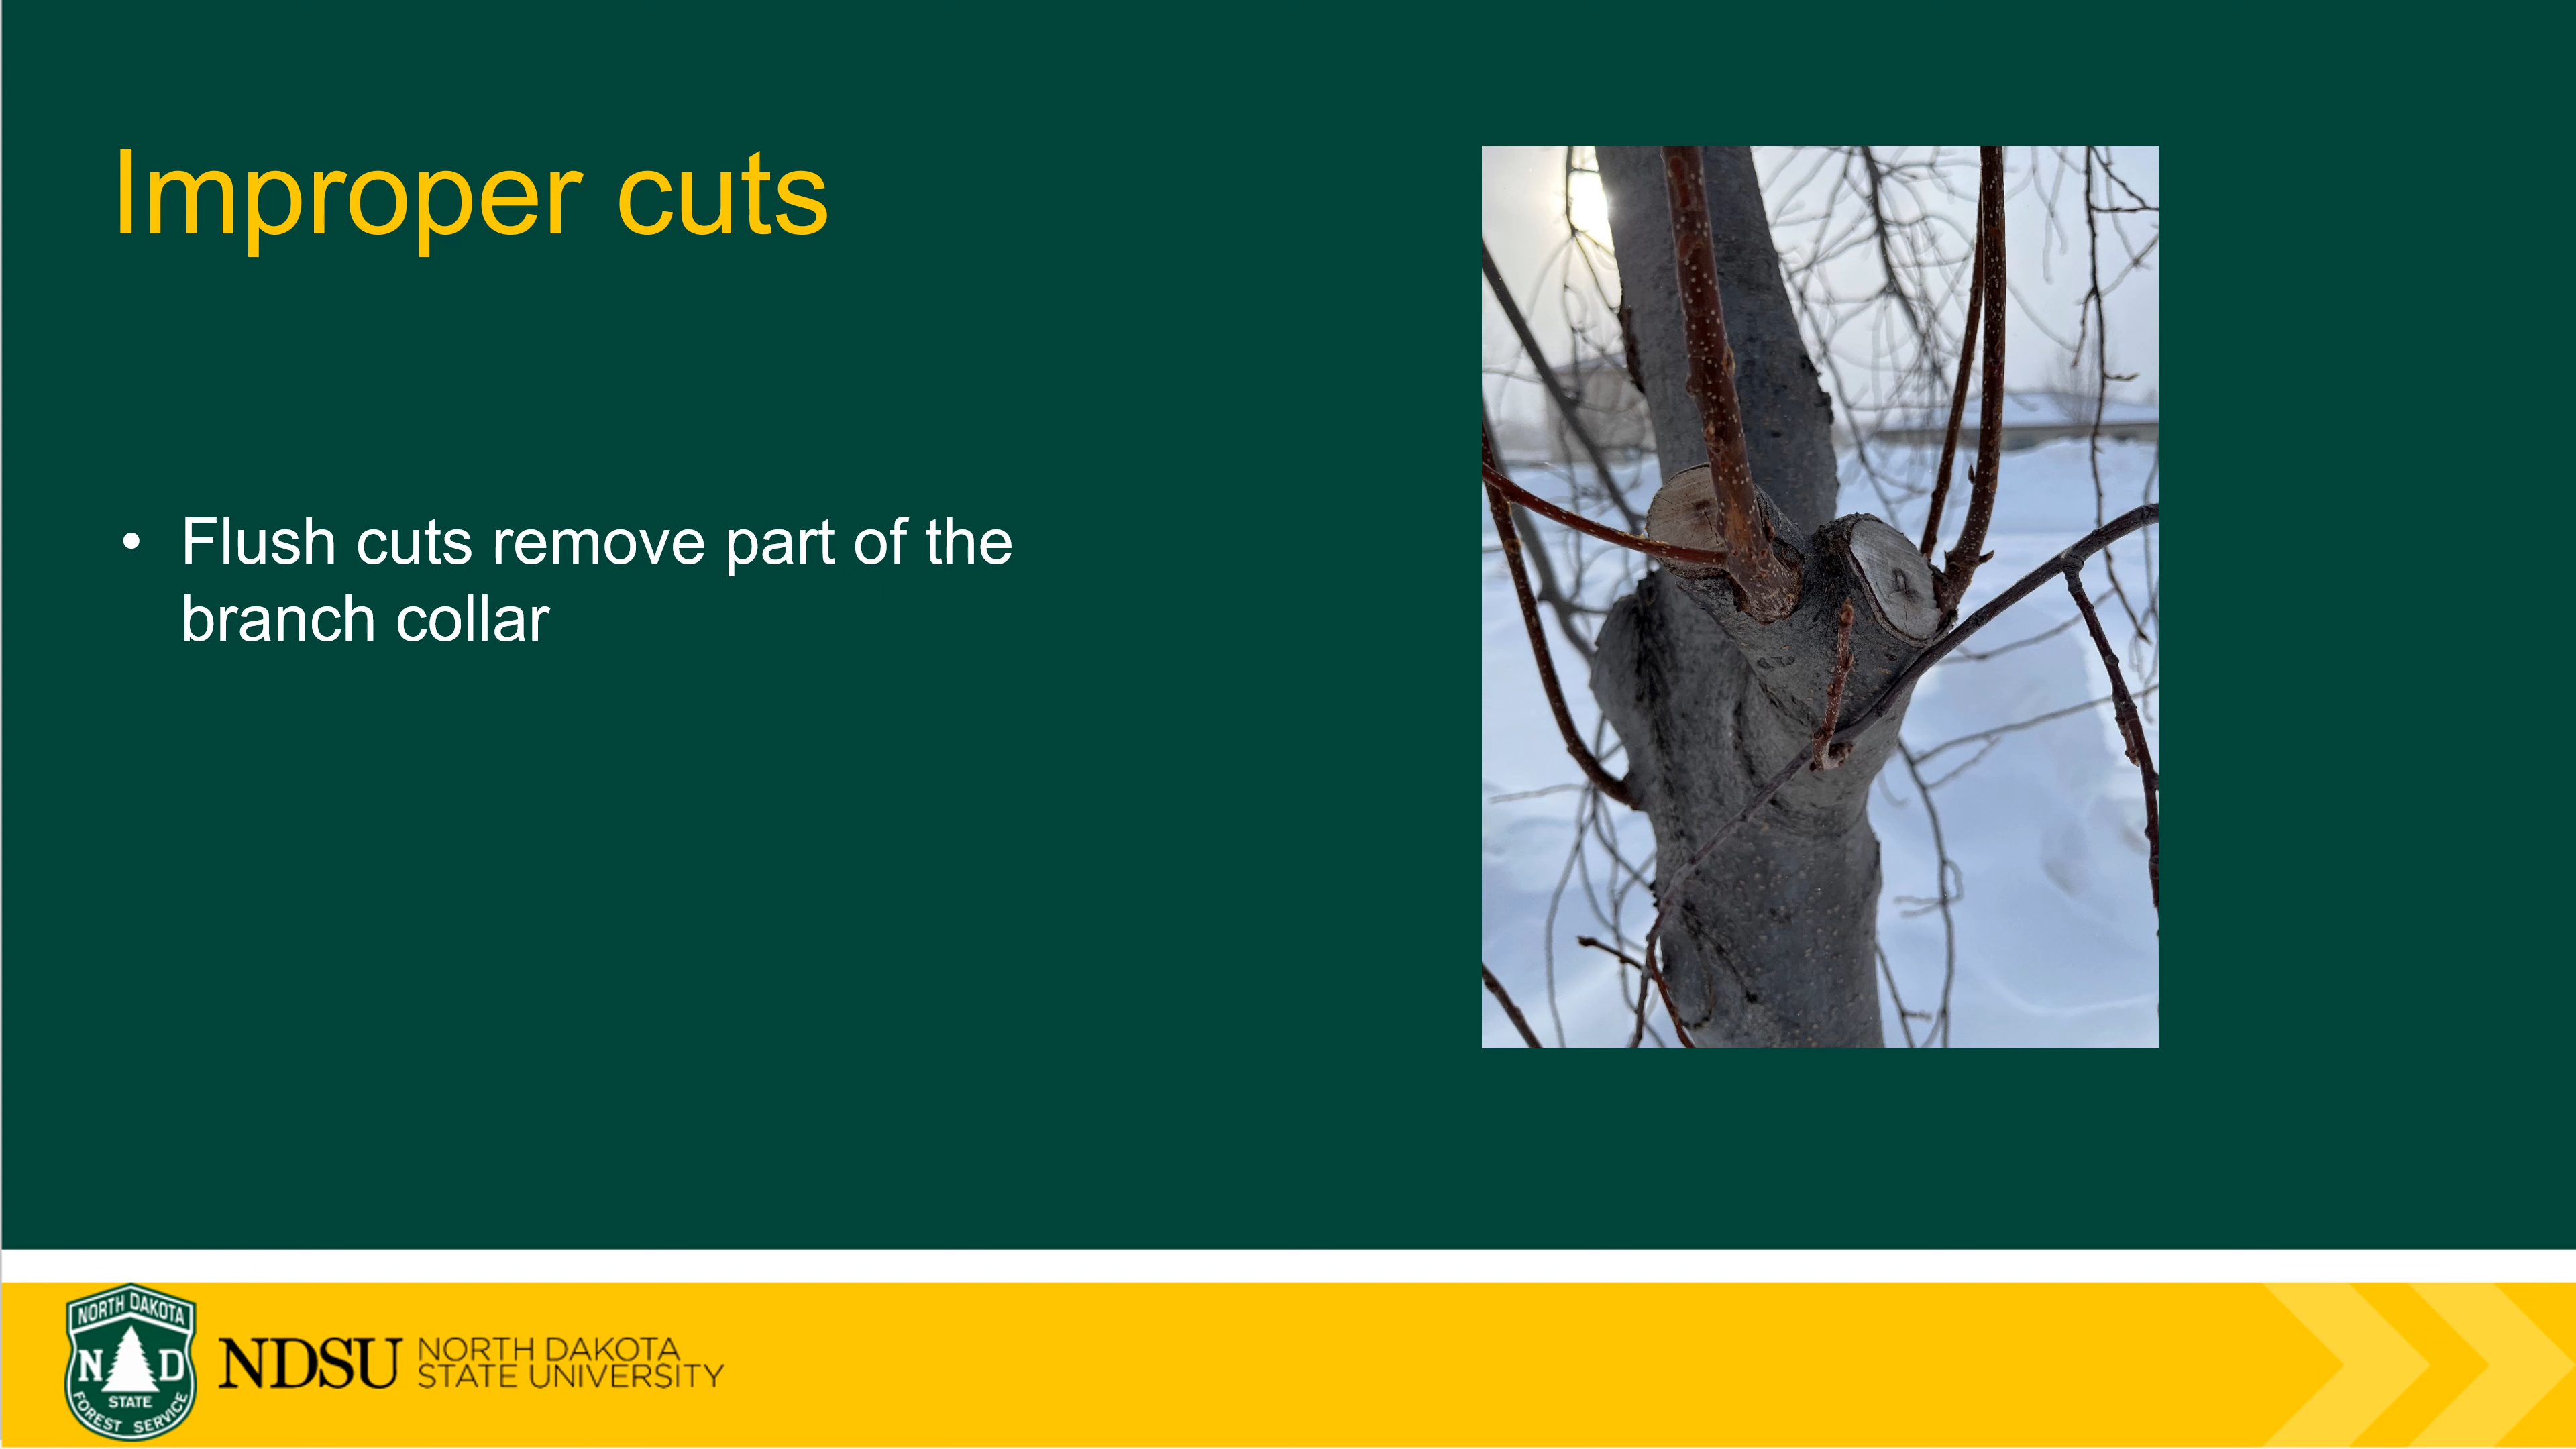 Improper cuts
• Flush cuts remove part of the
branch collar
NORTH DAKOTA
N D
STATE
FOREST SERVICE
NDSU
NORTH DAKOTA
STATE UNIVERSITY